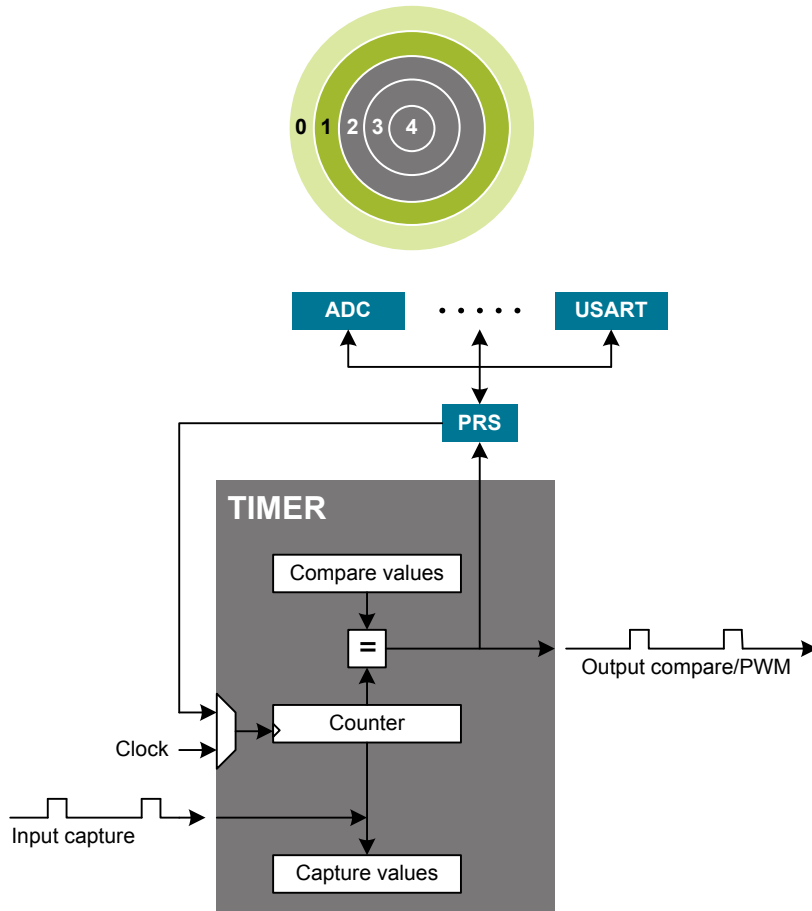 0 1 2 3 4
ADC
USART
PRS
TIMER
Compare values
=
Output compare/PWM
Counter
Clock
Input capture
Capture values